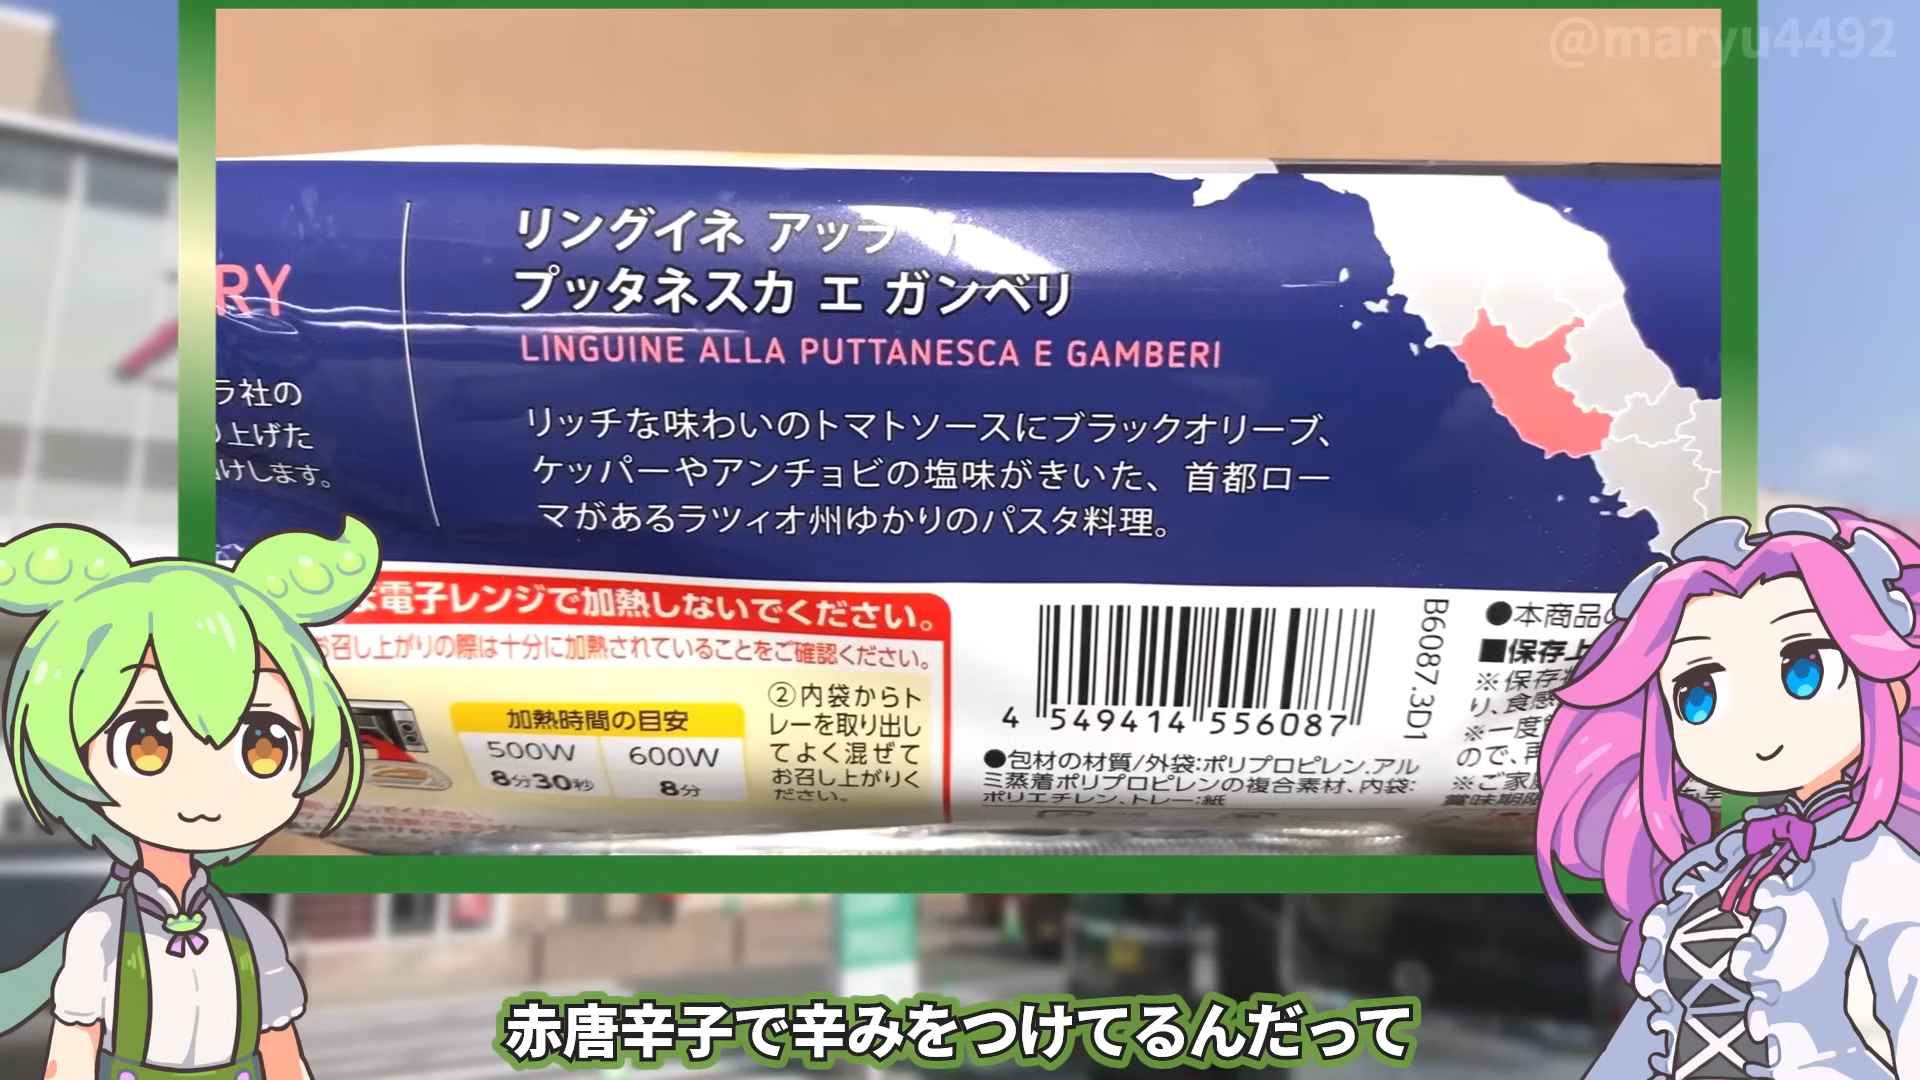 @maryu4492
リングイネ アッラ
プッタネスカ エ ガンベリ
LINGUINE ALLA PUTTANESCA E GAMBERI
リッチな味わいのトマトソースにブラックオリーブ、
ケッパーやアンチョビの塩味がきいた、首都ロー
マがあるラツィオ州ゆかりのパスタ料理。
RY
ラ社の
上げた
けします。
電子レンジで加熱しないでください。
お召し上がりの際は十分に加熱されていることをご確認ください。
加熱時間の目安
500W 600W
8分30秒 8分
②内袋からト
レーを取り出し
てよく混ぜて
お召し上がりく
ださい。
4 549414 556087
B6087.3D1
●包材の材質/外袋:ポリプロピレン.アル
ミ蒸着ポリプロピレンの複合素材、内袋:
ポリエチレン、トレー:紙
●本商品の
■保存上
※保存
り、食感
※一度
ので、再
※ご家
賞味期限
赤唐辛子で辛みをつけてるんだって